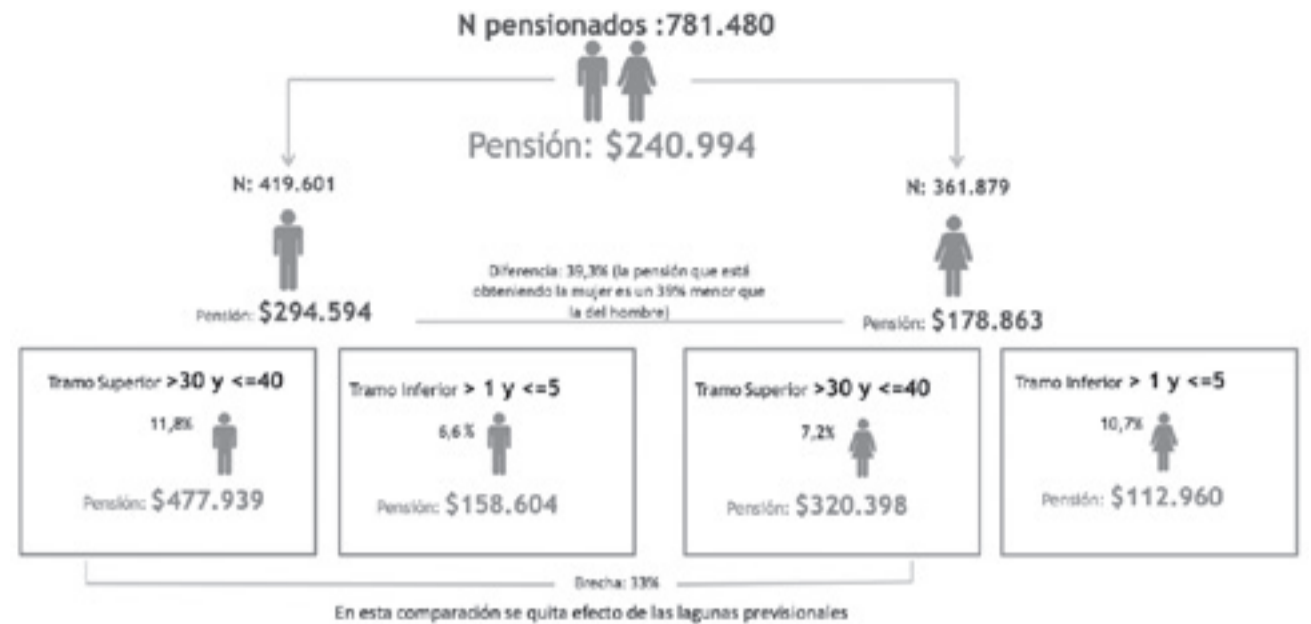 N pensionados :781.480
Pensión: $240.994
N: 419.601
N: 361.879
Diferencia: 39,3% (la pensión que está
obteniendo la mujer es un 39% menor que
la del hombre)
Pensión: $294.594
Pensión: $178.863
Tramo Superior >30 y <=40
11,8%
Pensión: $477.939
Tramo Inferior > 1 y <=5
6,6%
Pensión: $158.604
Tramo Superior >30 y <=40
7,2%
Pensión: $320.398
Tramo Inferior > 1 y <=5
10,7%
Pensión: $112.960
Brecha: 33%
En esta comparación se quita efecto de las lagunas previsionales